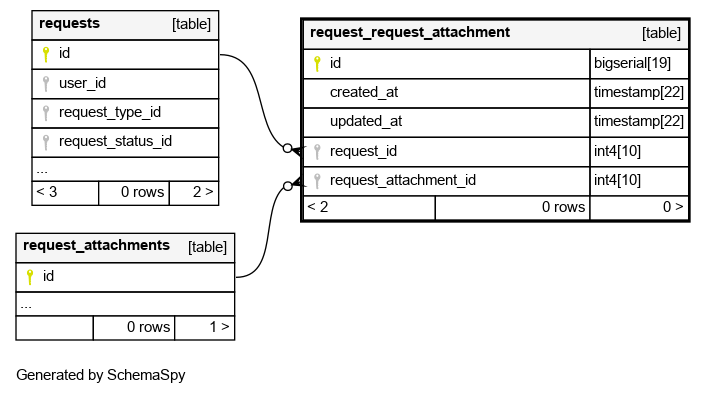 requests [table]
id
user_id
request_type_id
request_status_id
...
< 3 0 rows 2 >
request_request_attachment [table]
id bigserial[19]
created_at timestamp[22]
updated_at timestamp[22]
request_id int4[10]
request_attachment_id int4[10]
< 2 0 rows 0 >
request_attachments [table]
id
...
0 rows 1 >
Generated by SchemaSpy